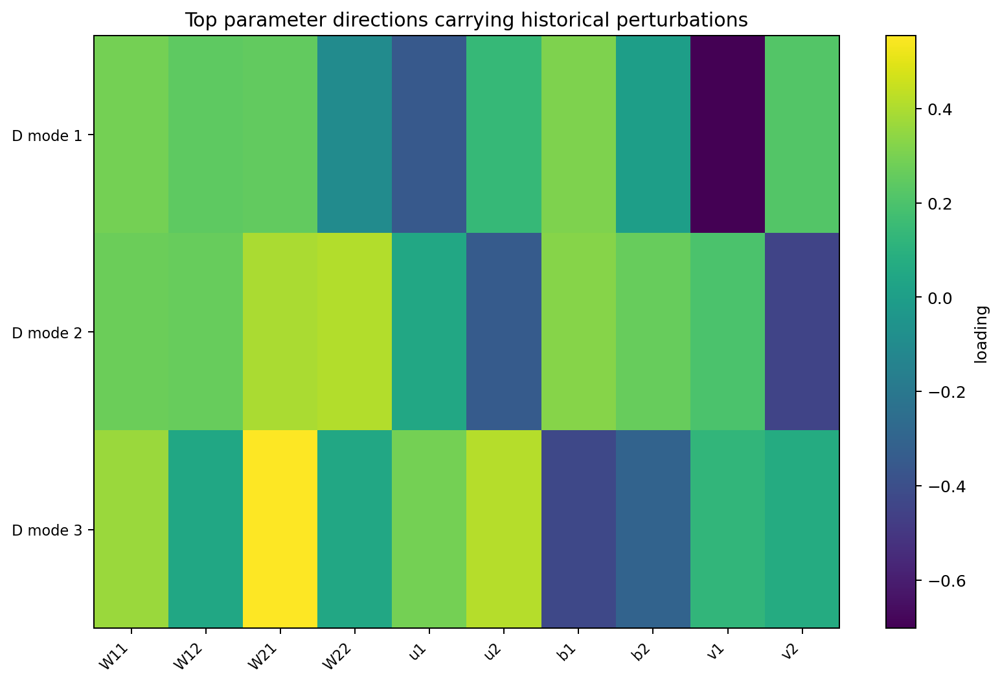 Top parameter directions carrying historical perturbations
D mode 1
D mode 2
D mode 3
W11
W12
W21
W22
u1
u2
b1
b2
v1
v2
0.4
0.2
0.0
−0.2
−0.4
−0.6
loading